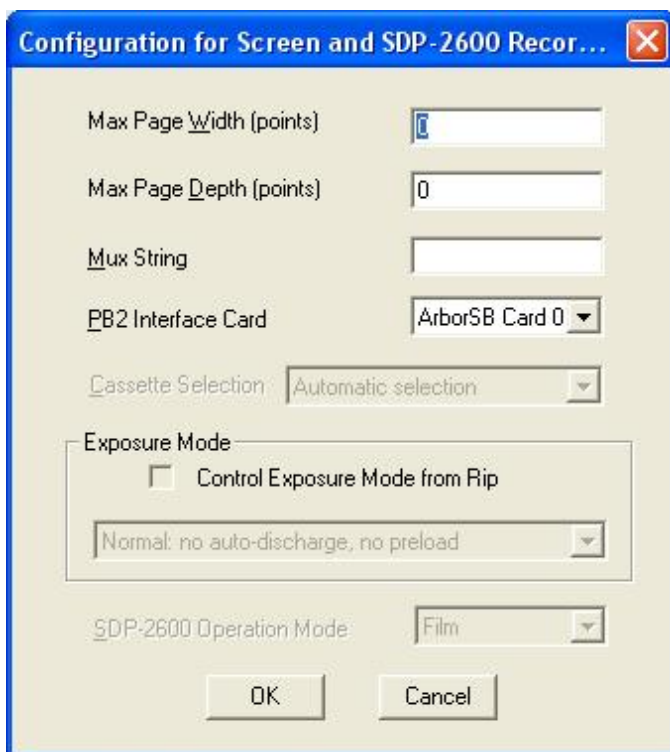 Configuration for Screen and SDP-2600 Recor...
Max Page Width (points) 0
Max Page Depth (points) 0
Mux String
PB2 Interface Card ArborSB Card 0
Cassette Selection Automatic selection
Exposure Mode
Control Exposure Mode from Rip
Normal: no auto-discharge, no preload
SDP-2600 Operation Mode Film
OK Cancel